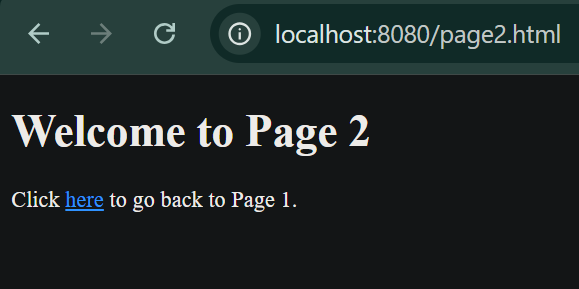 localhost:8080/page2.html
Welcome to Page 2
Click here to go back to Page 1.